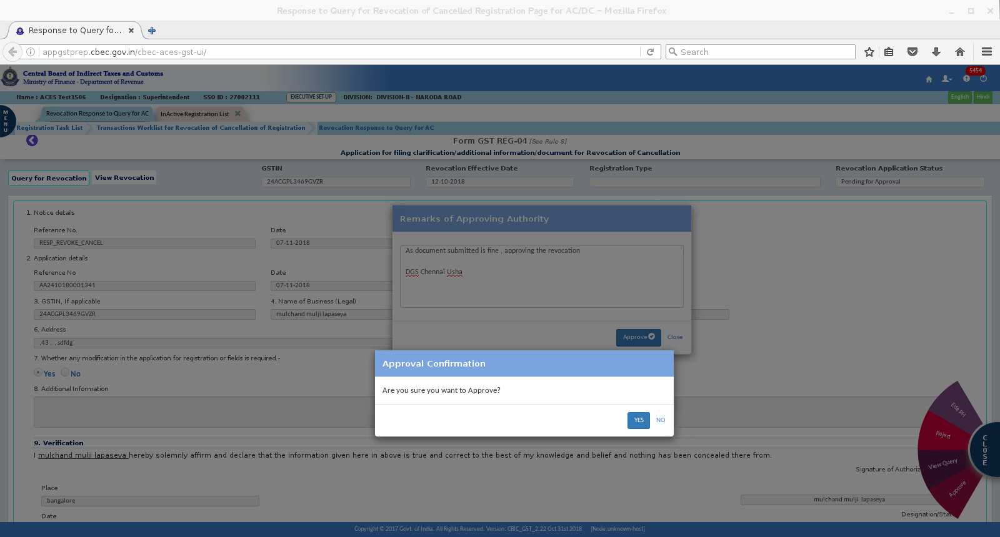 Response to Query for Revocation of Cancelled Registration Page for AC/DC – Mozilla Firefox
Response to Query fo...
appgstprep.cbec.gov.in/cbec-aces-gst-ui/
Search
Central Board of Indirect Taxes and Customs
Ministry of Finance - Department of Revenue
5454
Name : ACES Test1506 Designation : Superintendent SSO ID : 27002111 EXECUTIVE SET-UP DIVISION: DIVISION-II - NARODA ROAD English Hindi
MENU
Revocation Response to Query for AC InActive Registration List
Registration Task List Transactions Worklist for Revocation of Cancellation of Registration Revocation Response to Query for AC
Form GST REG-04 [See Rule 8]
Application for filing clarification/additional information/document for Revocation of Cancellation
Query for Revocation View Revocation
GSTIN Revocation Effective Date Registration Type Revocation Application Status
24ACGPL3469GVZR 12-10-2018 Pending for Approval
1. Notice details
Reference No. Date
RESP_REVOKE_CANCEL 07-11-2018
2. Application details
Reference No Date
AA2410180001341 07-11-2018
3. GSTIN, If applicable 4. Name of Business (Legal)
24ACGPL3469GVZR mulchand mulji lapaseya
6. Address
,43 , , sdfdg
7. Whether any modification in the application for registration or fields is required.-
Yes No
8. Additional Information
Remarks of Approving Authority
As document submitted is fine , approving the revocation
DGS Chennai Usha
Approve Close
Approval Confirmation
Are you sure you want to Approve?
YES NO
9. Verification
I mulchand mulji lapaseya hereby solemnly affirm and declare that the information given here in above is true and correct to the best of my knowledge and belief and nothing has been concealed there from.
Signature of Authoriz
Place
bangalore
mulchand mulji lapaseya
Date
Designation/Stat
Edit PH
Reject
View Query
Approve
CLOSE
Copyright © 2017 Govt. of India. All Rights Reserved. Version: CBIC_GST_2.22 Oct 31st 2018 [Node:unknown-host]